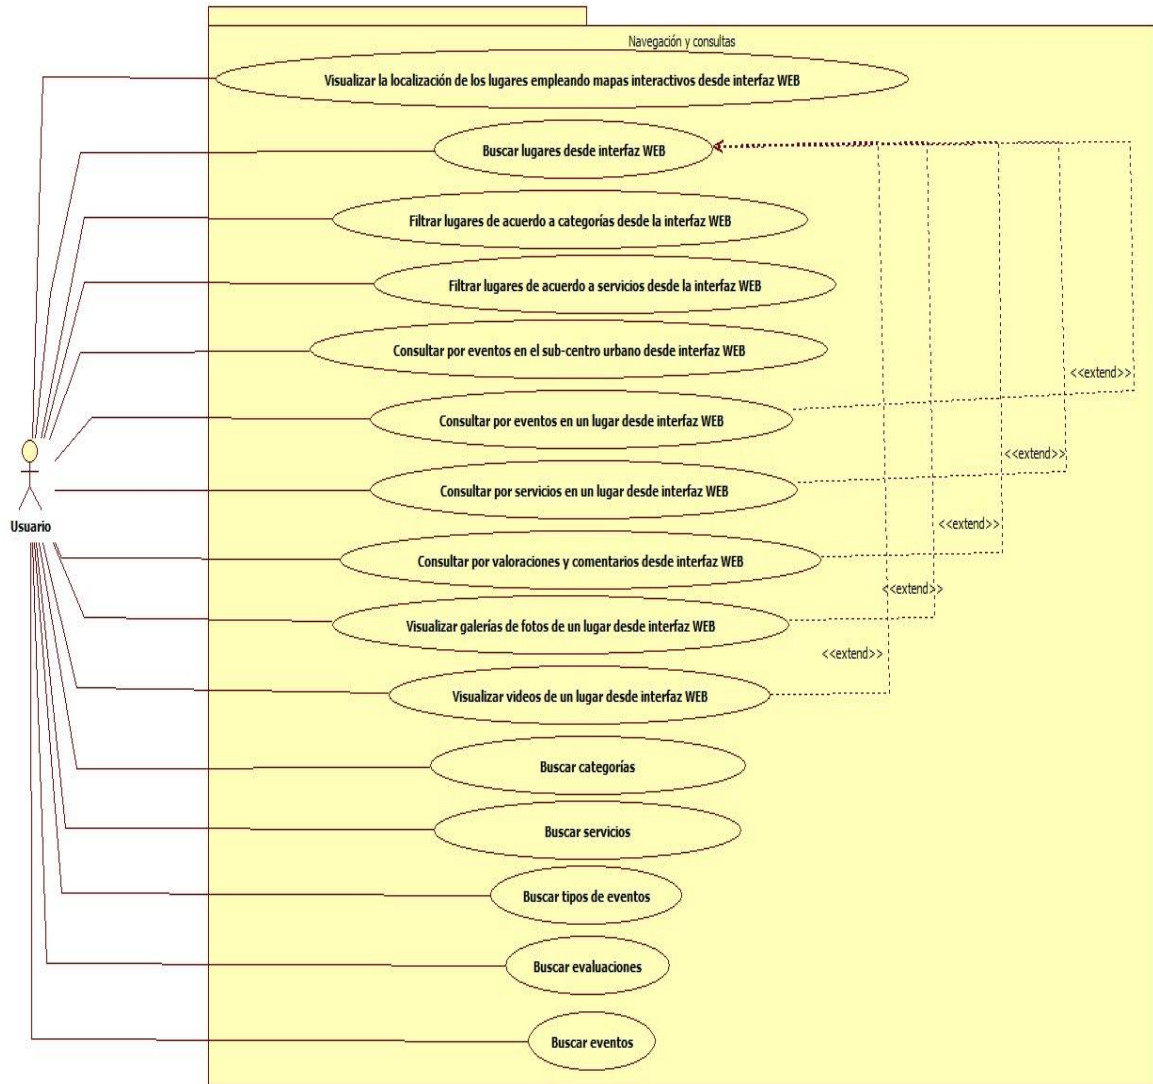 Navegación y consultas
Visualizar la localización de los lugares empleando mapas interactivos desde interfaz WEB
Buscar lugares desde interfaz WEB
Filtrar lugares de acuerdo a categorías desde la interfaz WEB
Filtrar lugares de acuerdo a servicios desde la interfaz WEB
Consultar por eventos en el sub-centro urbano desde interfaz WEB
<<extend>>
Consultar por eventos en un lugar desde interfaz WEB
<<extend>>
Consultar por servicios en un lugar desde interfaz WEB
Usuario
<<extend>>
Consultar por valoraciones y comentarios desde interfaz WEB
<<extend>>
Visualizar galerías de fotos de un lugar desde interfaz WEB
<<extend>>
Visualizar videos de un lugar desde interfaz WEB
Buscar categorías
Buscar servicios
Buscar tipos de eventos
Buscar evaluaciones
Buscar eventos